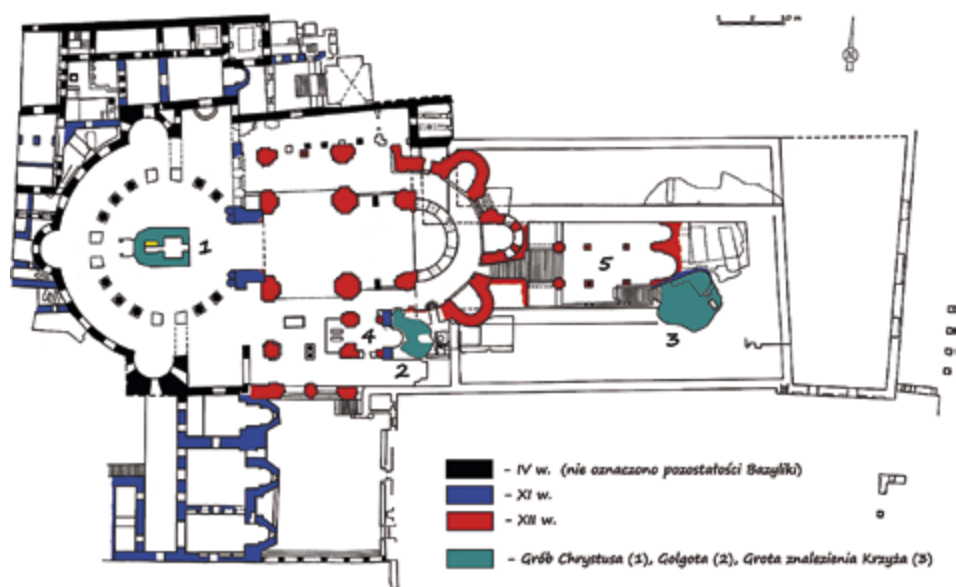 1
5
4
3
2
- IV w. (nie oznaczono pozostałości Bazyliki)
- XI w.
- XII w.
- Grób Chrystusa (1), Golgota (2), Grota znalezienia Krzyża (3)